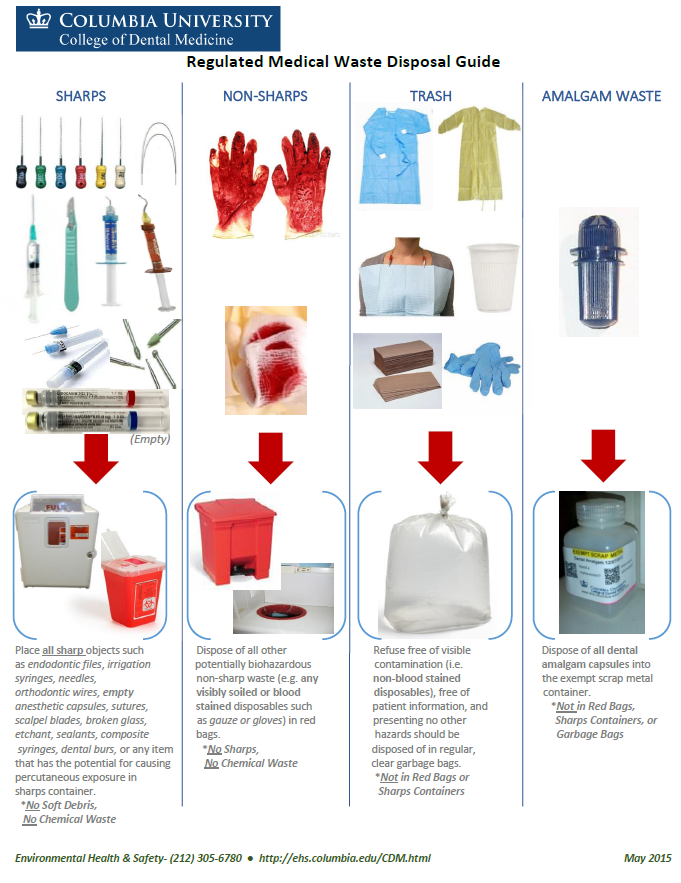 COLUMBIA UNIVERSITY
College of Dental Medicine
Regulated Medical Waste Disposal Guide
SHARPS
NON-SHARPS
TRASH
AMALGAM WASTE
(Empty)
EXEMPT SCRAP METAL
Place all sharp objects such
as endodontic files, irrigation
syringes, needles,
orthodontic wires, empty
anesthetic capsules, sutures,
scalpel blades, broken glass,
etchant, sealants, composite
syringes, dental burs, or any item
that has the potential for causing
percutaneous exposure in
sharps container.
*No Soft Debris,
No Chemical Waste
Dispose of all other
potentially biohazardous
non-sharp waste (e.g. any
visibly soiled or blood
stained disposables such
as gauze or gloves) in red
bags.
*No Sharps,
No Chemical Waste
Refuse free of visible
contamination (i.e.
non-blood stained
disposables), free of
patient information, and
presenting no other
hazards should be
disposed of in regular,
clear garbage bags.
*Not in Red Bags or
Sharps Containers
Dispose of all dental
amalgam capsules into
the exempt scrap metal
container.
*Not in Red Bags,
Sharps Containers, or
Garbage Bags
Environmental Health & Safety- (212) 305-6780 ● http://ehs.columbia.edu/CDM.html
May 2015